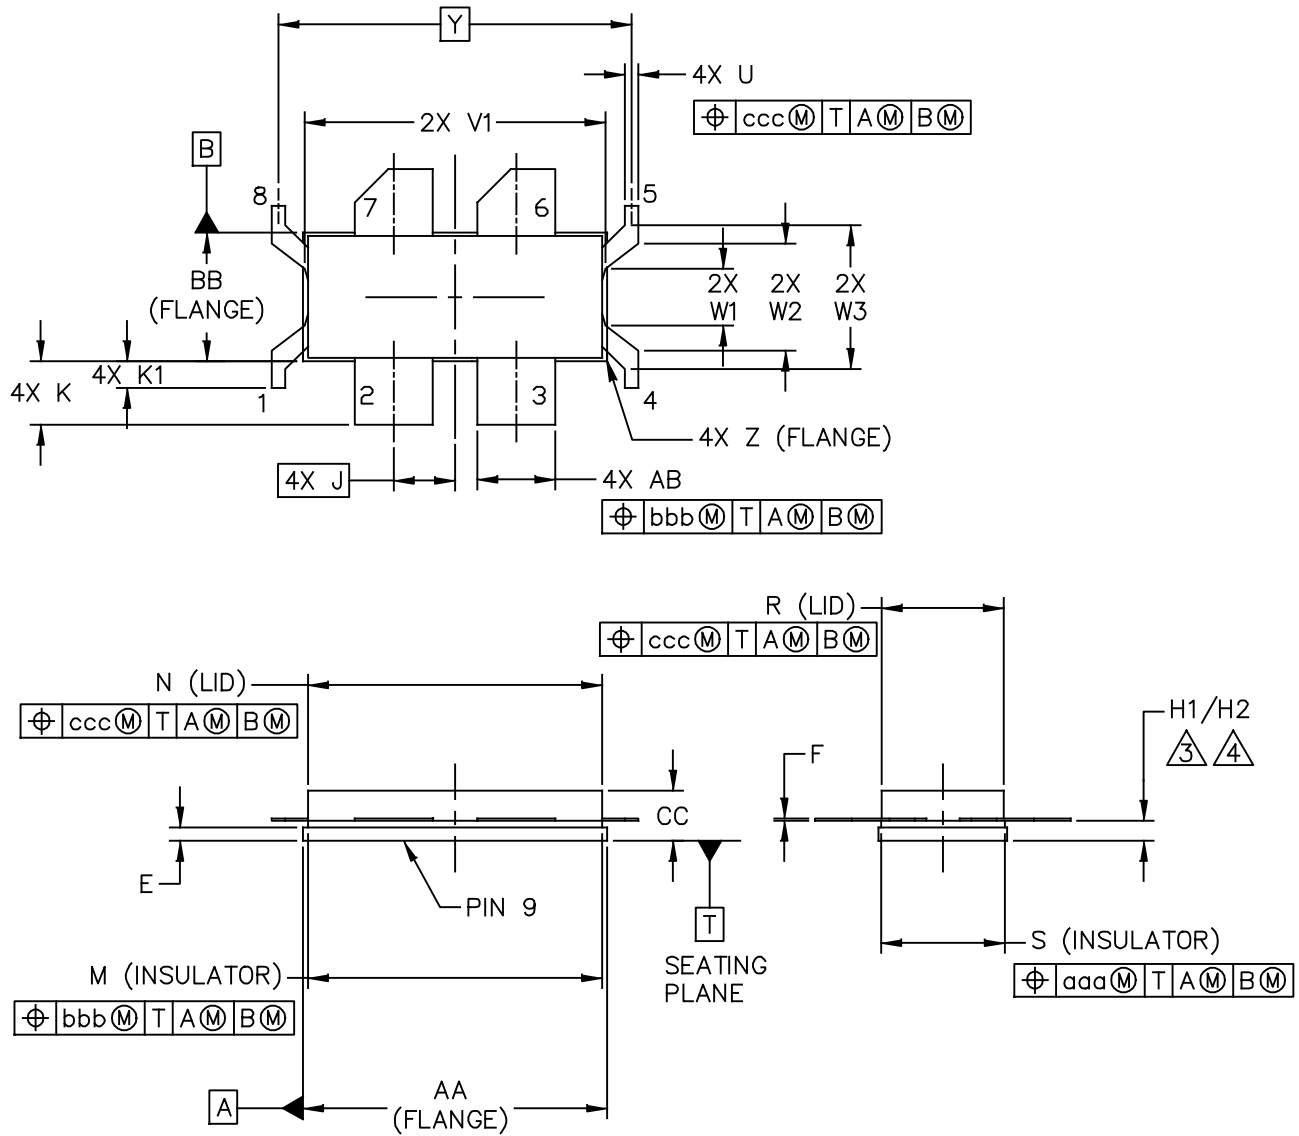 Y
4X U
⌖ ccc Ⓜ T A Ⓜ B Ⓜ
2X V1
B
8
7
6
5
BB
(FLANGE)
2X
W1
2X
W2
2X
W3
4X K
4X K1
1
2
3
4
4X Z (FLANGE)
4X J
4X AB
⌖ bbb Ⓜ T A Ⓜ B Ⓜ
R (LID)
⌖ ccc Ⓜ T A Ⓜ B Ⓜ
N (LID)
⌖ ccc Ⓜ T A Ⓜ B Ⓜ
H1/H2
3 4
F
CC
E
PIN 9
T
SEATING
PLANE
S (INSULATOR)
⌖ aaa Ⓜ T A Ⓜ B Ⓜ
M (INSULATOR)
⌖ bbb Ⓜ T A Ⓜ B Ⓜ
A
AA
(FLANGE)